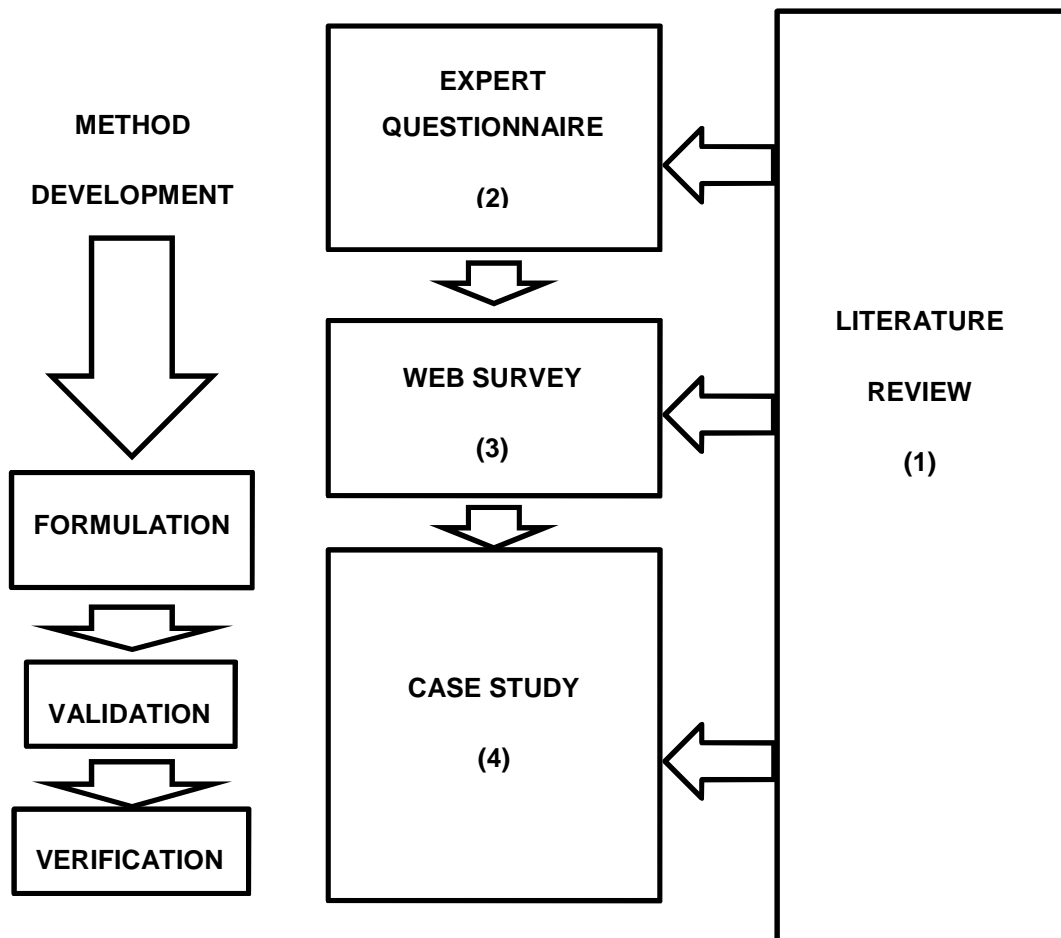 METHOD
DEVELOPMENT
FORMULATION
VALIDATION
VERIFICATION
EXPERT
QUESTIONNAIRE
(2)
WEB SURVEY
(3)
CASE STUDY
(4)
LITERATURE
REVIEW
(1)